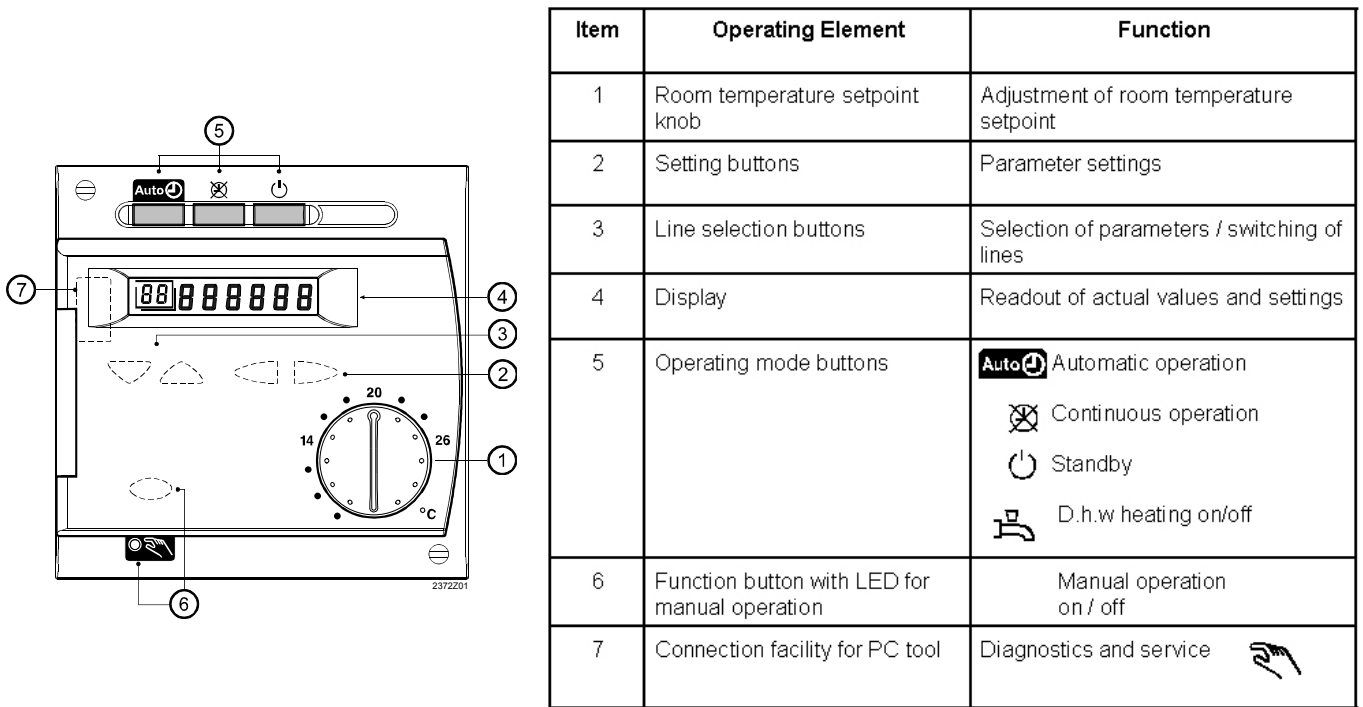 5
Auto
7
88 888888
4
3
2
20
14
26
1
°C
2372Z01
6
Item Operating Element Function
1 Room temperature setpoint knob Adjustment of room temperature setpoint
2 Setting buttons Parameter settings
3 Line selection buttons Selection of parameters / switching of lines
4 Display Readout of actual values and settings
5 Operating mode buttons Auto Automatic operation
Continuous operation
Standby
D.h.w heating on/off
6 Function button with LED for manual operation Manual operation on / off
7 Connection facility for PC tool Diagnostics and service